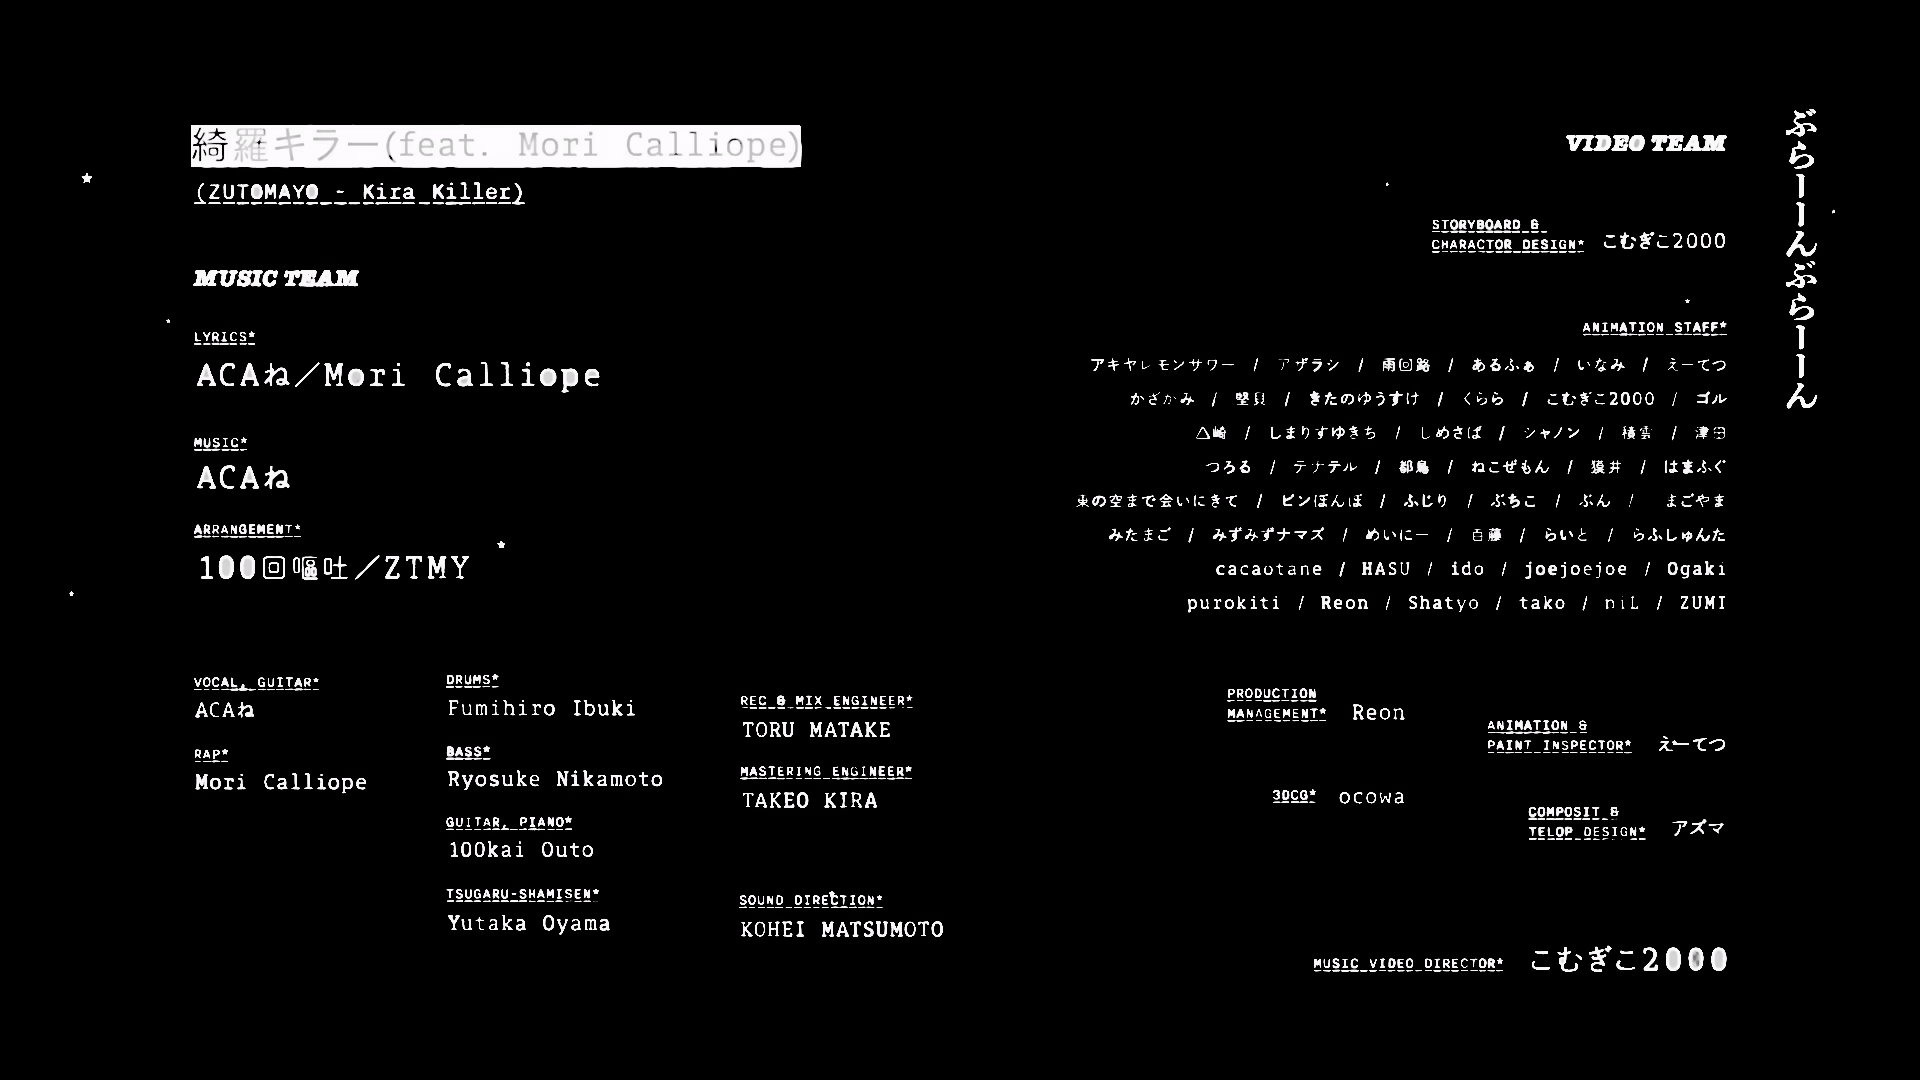 綺羅キラー(feat. Mori Calliope)
(ZUTOMAYO - Kira Killer)
MUSIC TEAM
LYRICS*
ACAね／Mori Calliope
MUSIC*
ACAね
ARRANGEMENT*
100回嘔吐／ZTMY
VOCAL, GUITAR*
ACAね
RAP*
Mori Calliope
DRUMS*
Fumihiro Ibuki
BASS*
Ryosuke Nikamoto
GUITAR, PIANO*
100kai Outo
TSUGARU-SHAMISEN*
Yutaka Oyama
REC & MIX ENGINEER*
TORU MATAKE
MASTERING ENGINEER*
TAKEO KIRA
SOUND DIRECTION*
KOHEI MATSUMOTO
VIDEO TEAM
STORYBOARD &
CHARACTOR DESIGN* こむぎこ2000
ANIMATION STAFF*
アキヤレモンサワー / アザラシ / 雨回路 / あるふぁ / いなみ / えーてつ
かざかみ / 堅貝 / きたのゆうすけ / くらら / こむぎこ2000 / ゴル
△崎 / しまりすゆきち / しめさば / シャノン / 積雲 / 津田
つろる / テナテル / 都鳥 / ねこぜもん / 猿井 / はまふぐ
東の空まで会いにきて / ピンぼんぼ / ふじり / ぶちこ / ぶん / まごやま
みたまご / みずみずナマズ / めいにー / 百藤 / らいと / らふしゅんた
cacaotane / HASU / ido / joejoejoe / Ogaki
purokiti / Reon / Shatyo / tako / niL / ZUMI
PRODUCTION
MANAGEMENT* Reon
ANIMATION &
PAINT INSPECTOR* えーてつ
3DCG* ocowa
COMPOSIT &
TELOP DESIGN* アズマ
MUSIC VIDEO DIRECTOR* こむぎこ2000
ぶらーーんぶらーーん